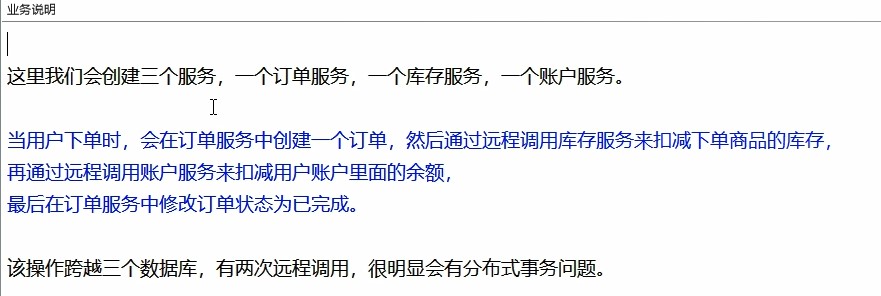 业务说明
这里我们会创建三个服务，一个订单服务，一个库存服务，一个账户服务。
当用户下单时，会在订单服务中创建一个订单，然后通过远程调用库存服务来扣减下单商品的库存，
再通过远程调用账户服务来扣减用户账户里面的余额，
最后在订单服务中修改订单状态为已完成。
该操作跨越三个数据库，有两次远程调用，很明显会有分布式事务问题。